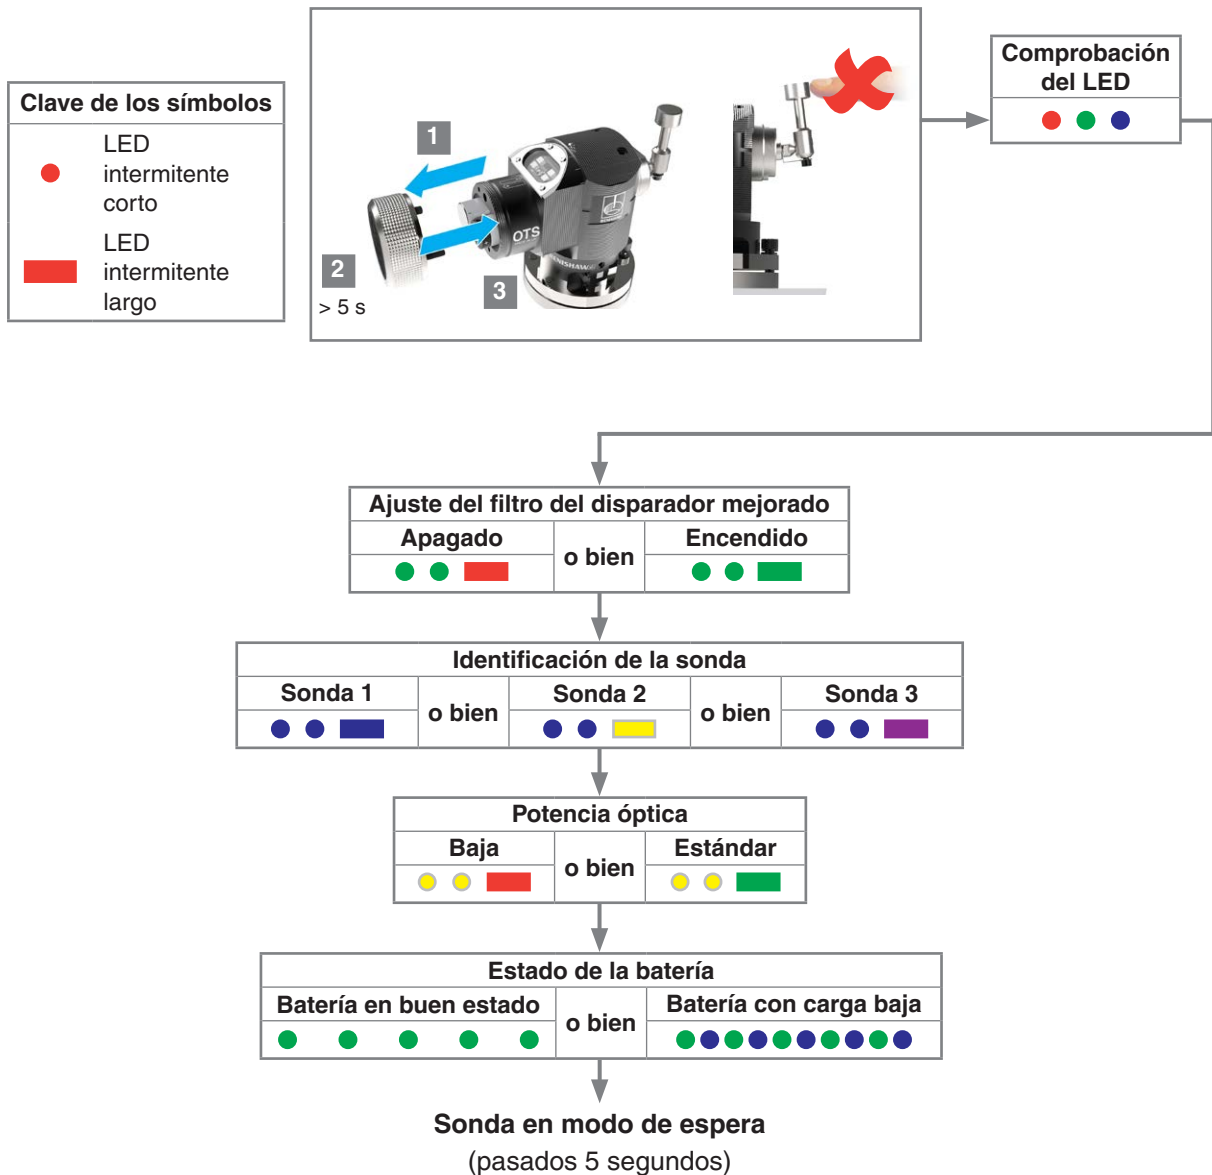 Clave de los símbolos
LED
intermitente
corto
LED
intermitente
largo
1
2
> 5 s
3
OTS
Comprobación
del LED
Ajuste del filtro del disparador mejorado
Apagado
o bien
Encendido
Identificación de la sonda
Sonda 1
o bien
Sonda 2
o bien
Sonda 3
Potencia óptica
Baja
o bien
Estándar
Estado de la batería
Batería en buen estado
o bien
Batería con carga baja
Sonda en modo de espera
(pasados 5 segundos)